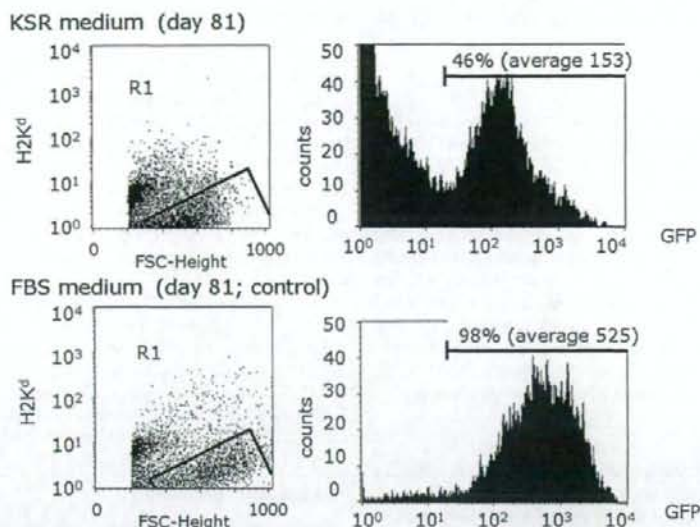 KSR medium (day 81)
H2Kᵈ
10⁴
10³
10²
10¹
10⁰
R1
0
1000
FSC-Height
counts
50
40
30
20
10
0
46% (average 153)
10⁰ 10¹ 10² 10³ 10⁴
GFP
FBS medium (day 81; control)
H2Kᵈ
10⁴
10³
10²
10¹
10⁰
R1
0
1000
FSC-Height
counts
50
40
30
20
10
0
98% (average 525)
10⁰ 10¹ 10² 10³ 10⁴
GFP